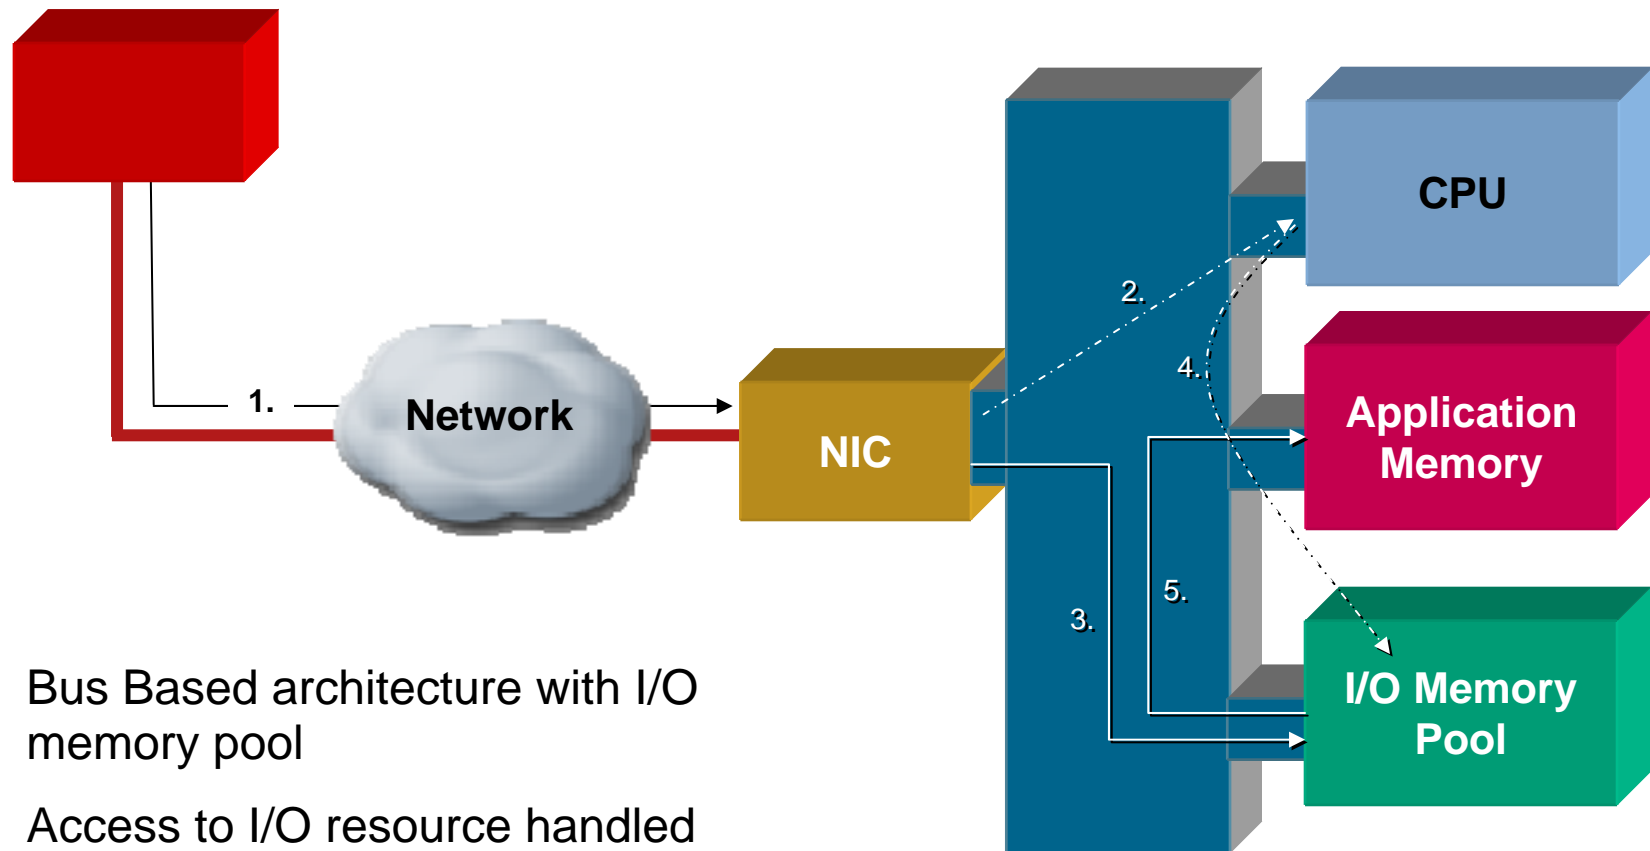 CPU
2.
4.
1.
Network
NIC
Application
Memory
5.
3.
I/O Memory
Pool
Bus Based architecture with I/O
memory pool
Access to I/O resource handled